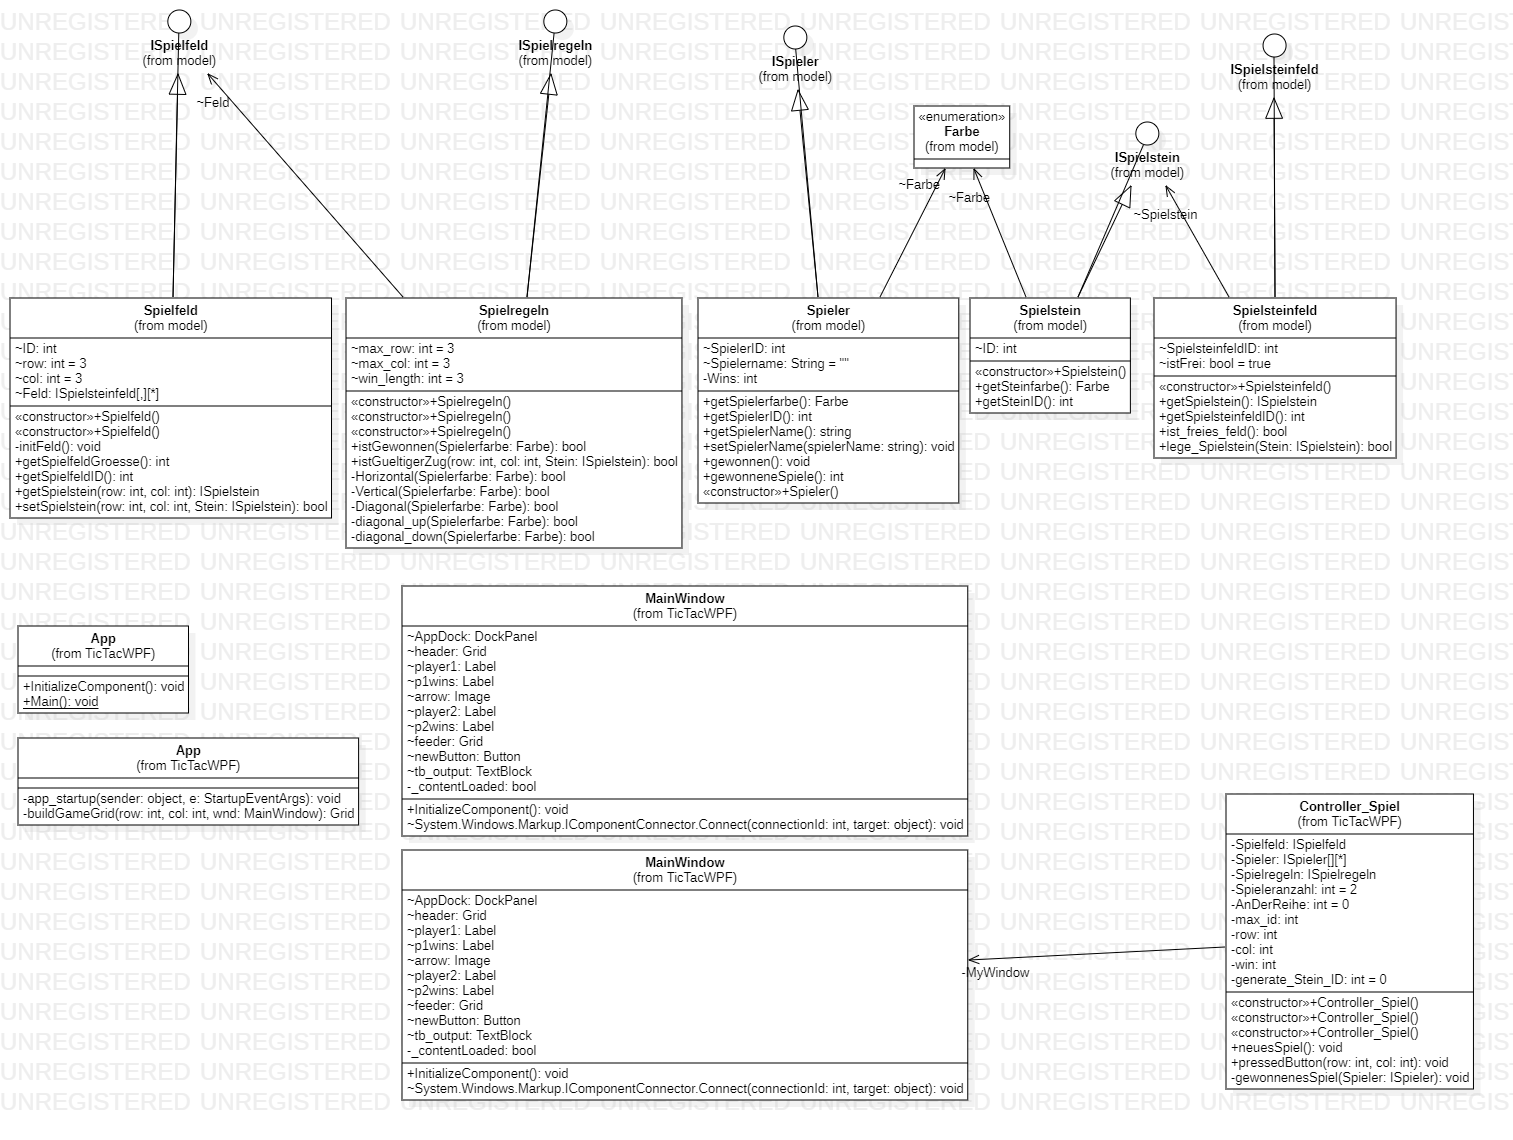 ISpielfeld
(from model)
ISpielregeln
(from model)
ISpieler
(from model)
ISpielsteinfeld
(from model)
~Feld
«enumeration»
Farbe
(from model)
ISpielstein
(from model)
~Farbe
~Farbe
~Spielstein
Spielfeld
(from model)
~ID: int
~row: int = 3
~col: int = 3
~Feld: ISpielsteinfeld[,][*]
«constructor»+Spielfeld()
«constructor»+Spielfeld()
-initFeld(): void
+getSpielfeldGroesse(): int
+getSpielfeldID(): int
+getSpielstein(row: int, col: int): ISpielstein
+setSpielstein(row: int, col: int, Stein: ISpielstein): bool
Spielregeln
(from model)
~max_row: int = 3
~max_col: int = 3
~win_length: int = 3
«constructor»+Spielregeln()
«constructor»+Spielregeln()
«constructor»+Spielregeln()
+istGewonnen(Spielerfarbe: Farbe): bool
+istGueltigerZug(row: int, col: int, Stein: ISpielstein): bool
-Horizontal(Spielerfarbe: Farbe): bool
-Vertical(Spielerfarbe: Farbe): bool
-Diagonal(Spielerfarbe: Farbe): bool
-diagonal_up(Spielerfarbe: Farbe): bool
-diagonal_down(Spielerfarbe: Farbe): bool
Spieler
(from model)
~SpielerID: int
~Spielername: String = ""
-Wins: int
+getSpielerfarbe(): Farbe
+getSpielerID(): int
+getSpielerName(): string
+setSpielerName(spielerName: string): void
+gewonnen(): void
+gewonneneSpiele(): int
«constructor»+Spieler()
Spielstein
(from model)
~ID: int
«constructor»+Spielstein()
+getSteinfarbe(): Farbe
+getSteinID(): int
Spielsteinfeld
(from model)
~SpielsteinfeldID: int
~istFrei: bool = true
«constructor»+Spielsteinfeld()
+getSpielstein(): ISpielstein
+getSpielsteinfeldID(): int
+ist_freies_feld(): bool
+lege_Spielstein(Stein: ISpielstein): bool
App
(from TicTacWPF)
+InitializeComponent(): void
+Main(): void
App
(from TicTacWPF)
-app_startup(sender: object, e: StartupEventArgs): void
-buildGameGrid(row: int, col: int, wnd: MainWindow): Grid
MainWindow
(from TicTacWPF)
~AppDock: DockPanel
~header: Grid
~player1: Label
~p1wins: Label
~arrow: Image
~player2: Label
~p2wins: Label
~feeder: Grid
~newButton: Button
~tb_output: TextBlock
-_contentLoaded: bool
+InitializeComponent(): void
~System.Windows.Markup.IComponentConnector.Connect(connectionId: int, target: object): void
MainWindow
(from TicTacWPF)
~AppDock: DockPanel
~header: Grid
~player1: Label
~p1wins: Label
~arrow: Image
~player2: Label
~p2wins: Label
~feeder: Grid
~newButton: Button
~tb_output: TextBlock
-_contentLoaded: bool
+InitializeComponent(): void
~System.Windows.Markup.IComponentConnector.Connect(connectionId: int, target: object): void
-MyWindow
Controller_Spiel
(from TicTacWPF)
-Spielfeld: ISpielfeld
-Spieler: ISpieler[][*]
-Spielregeln: ISpielregeln
-Spieleranzahl: int = 2
-AnDerReihe: int = 0
-max_id: int
-row: int
-col: int
-win: int
-generate_Stein_ID: int = 0
«constructor»+Controller_Spiel()
«constructor»+Controller_Spiel()
«constructor»+Controller_Spiel()
+neuesSpiel(): void
+pressedButton(row: int, col: int): void
-gewonnenesSpiel(Spieler: ISpieler): void
UNREGISTERED